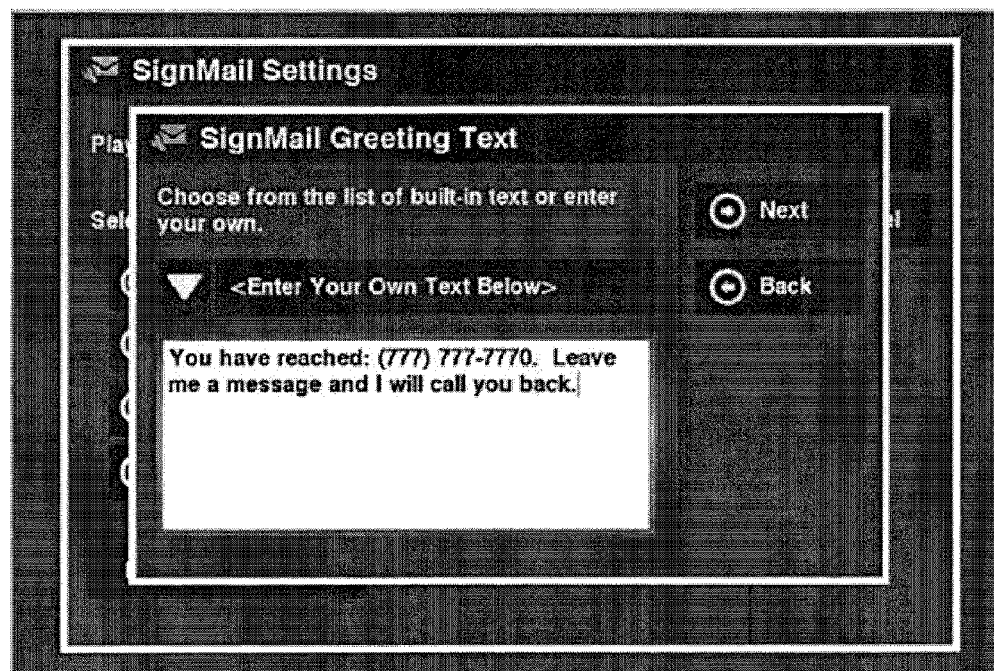 SignMail Settings
SignMail Greeting Text
Choose from the list of built-in text or enter
your own.
Next
<Enter Your Own Text Below>
Back
You have reached: (777) 777-7770.  Leave
me a message and I will call you back.